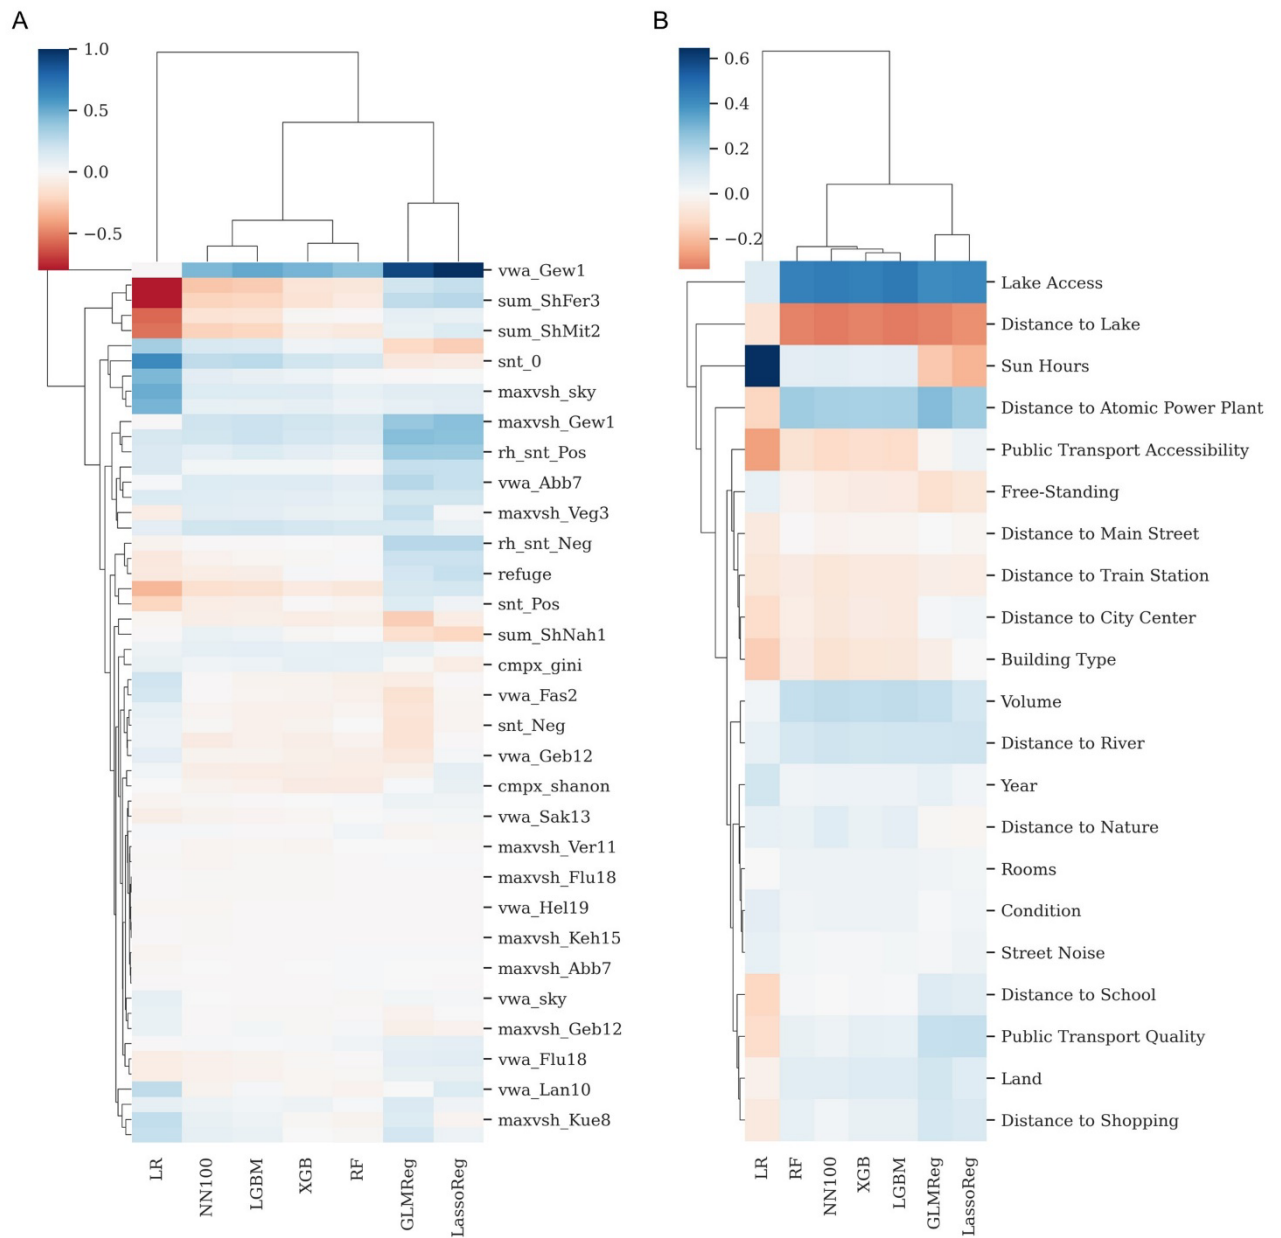 A
1.0
0.5
0.0
−0.5
vwa_Gew1
sum_ShFer3
sum_ShMit2
snt_0
maxvsh_sky
maxvsh_Gew1
rh_snt_Pos
vwa_Abb7
maxvsh_Veg3
rh_snt_Neg
refuge
snt_Pos
sum_ShNah1
cmpx_gini
vwa_Fas2
snt_Neg
vwa_Geb12
cmpx_shanon
vwa_Sak13
maxvsh_Ver11
maxvsh_Flu18
vwa_Hel19
maxvsh_Keh15
maxvsh_Abb7
vwa_sky
maxvsh_Geb12
vwa_Flu18
vwa_Lan10
maxvsh_Kue8
LR
NN100
LGBM
XGB
RF
GLMReg
LassoReg
B
0.6
0.4
0.2
0.0
−0.2
Lake Access
Distance to Lake
Sun Hours
Distance to Atomic Power Plant
Public Transport Accessibility
Free-Standing
Distance to Main Street
Distance to Train Station
Distance to City Center
Building Type
Volume
Distance to River
Year
Distance to Nature
Rooms
Condition
Street Noise
Distance to School
Public Transport Quality
Land
Distance to Shopping
LR
RF
NN100
XGB
LGBM
GLMReg
LassoReg